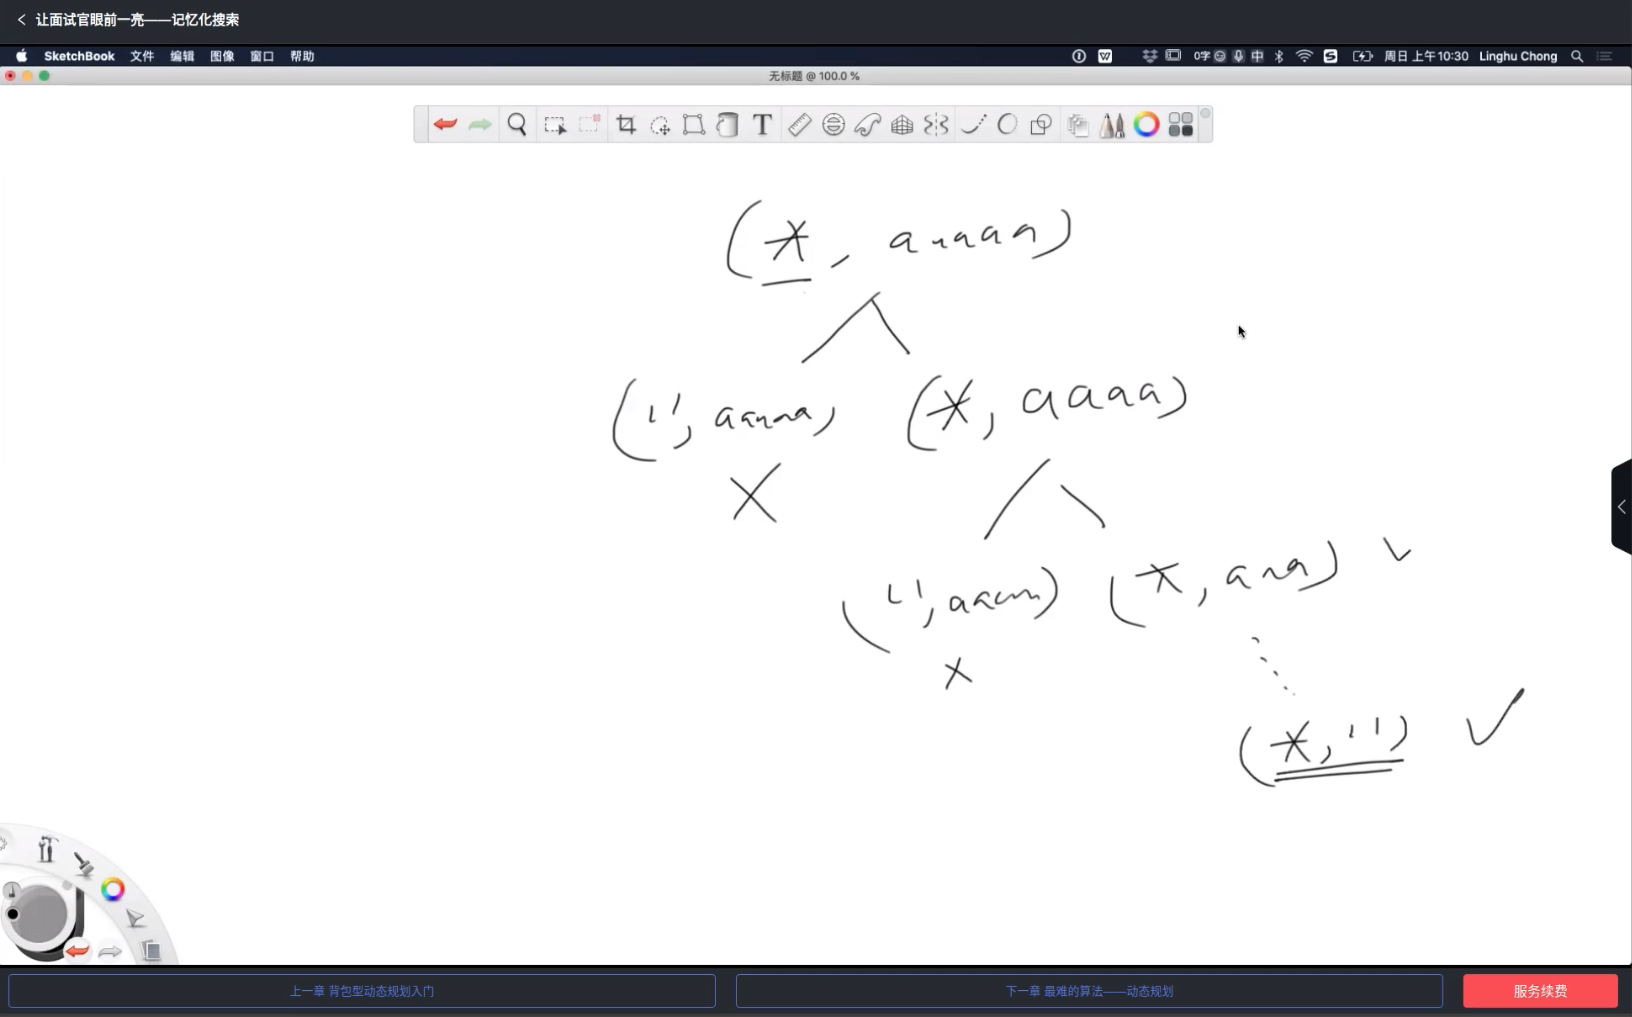 让面试官眼前一亮——记忆化搜索
SketchBook 文件 编辑 图像 窗口 帮助 0字 中 周日 上午10:30 Linghu Chong
无标题 @ 100.0 %
T
(*, aaaaa)
('', aaaaa) (*, aaaa)
('', aaaa) (*, aaa)
(*, '')
上一章 背包型动态规划入门 下一章 最难的算法——动态规划 服务续费